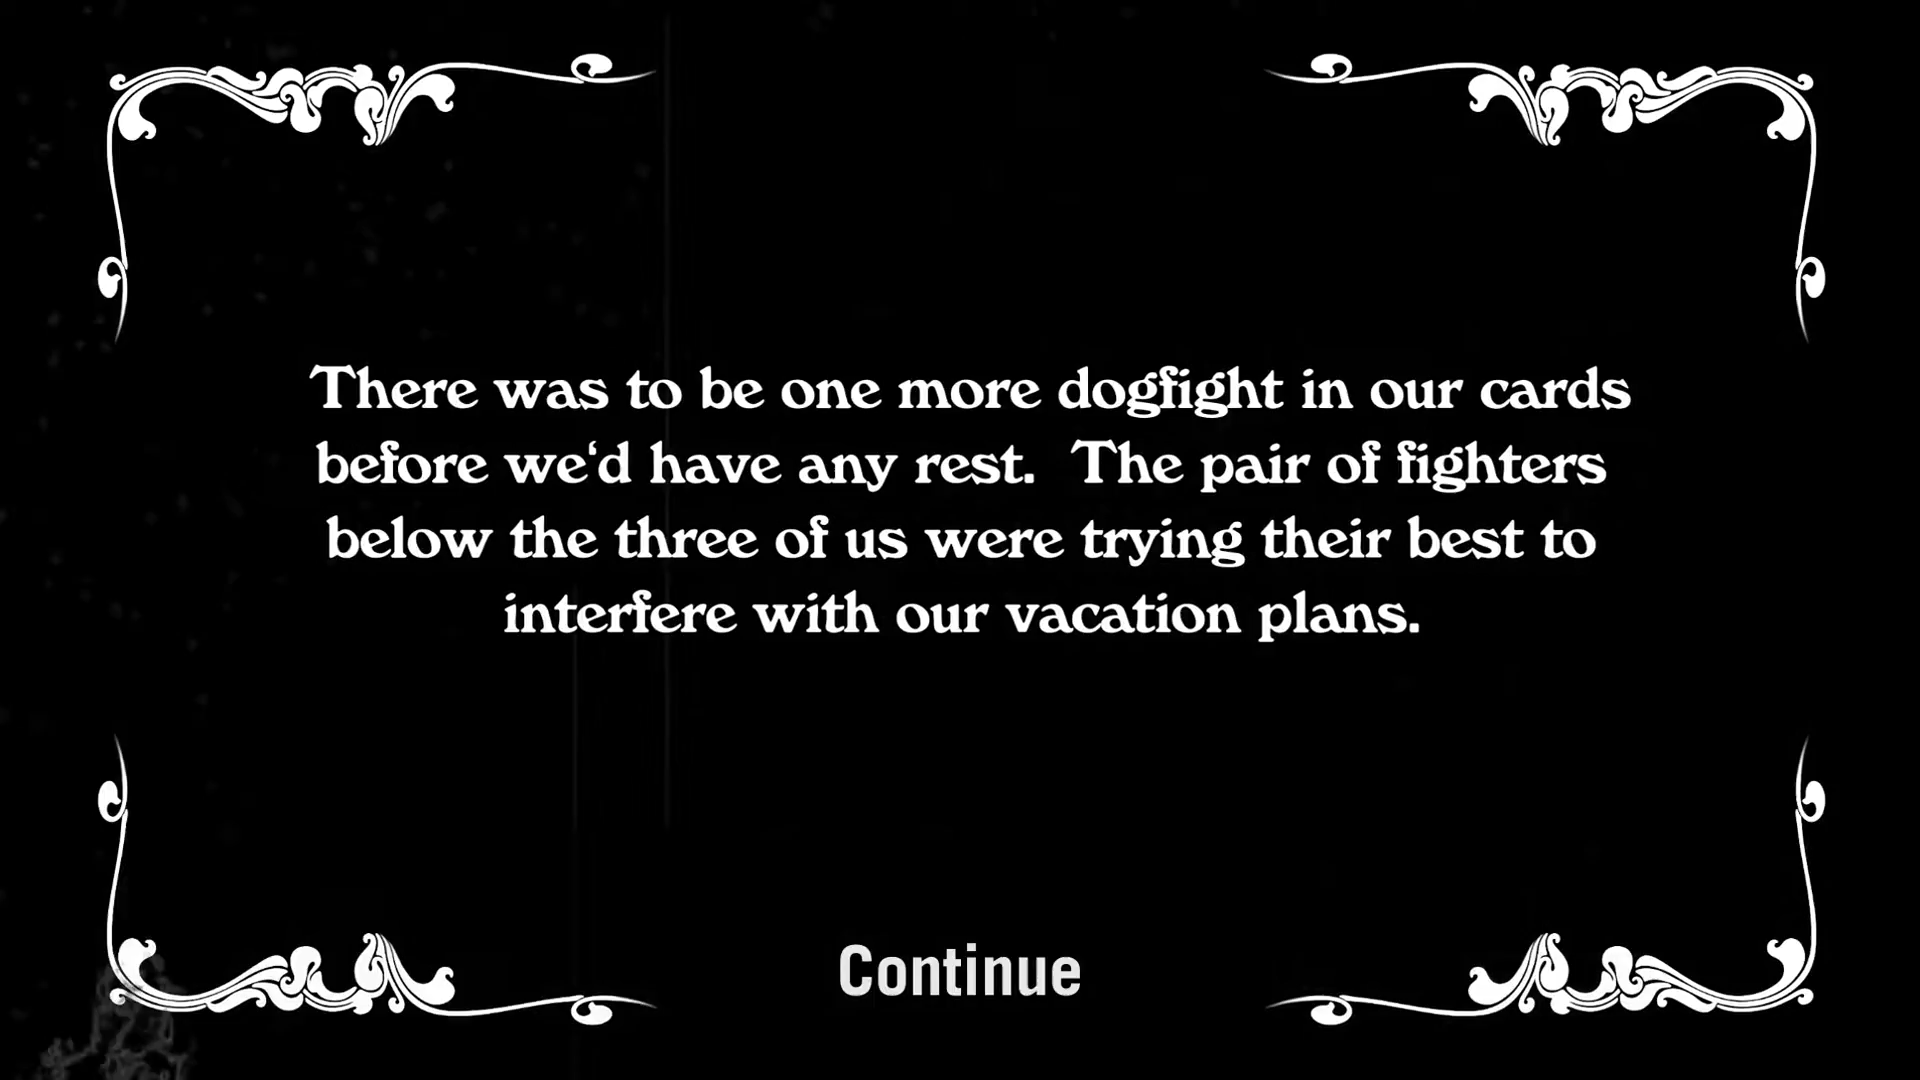 There was to be one more dogfight in our cards
before we‘d have any rest.  The pair of fighters
below the three of us were trying their best to
interfere with our vacation plans.
Continue